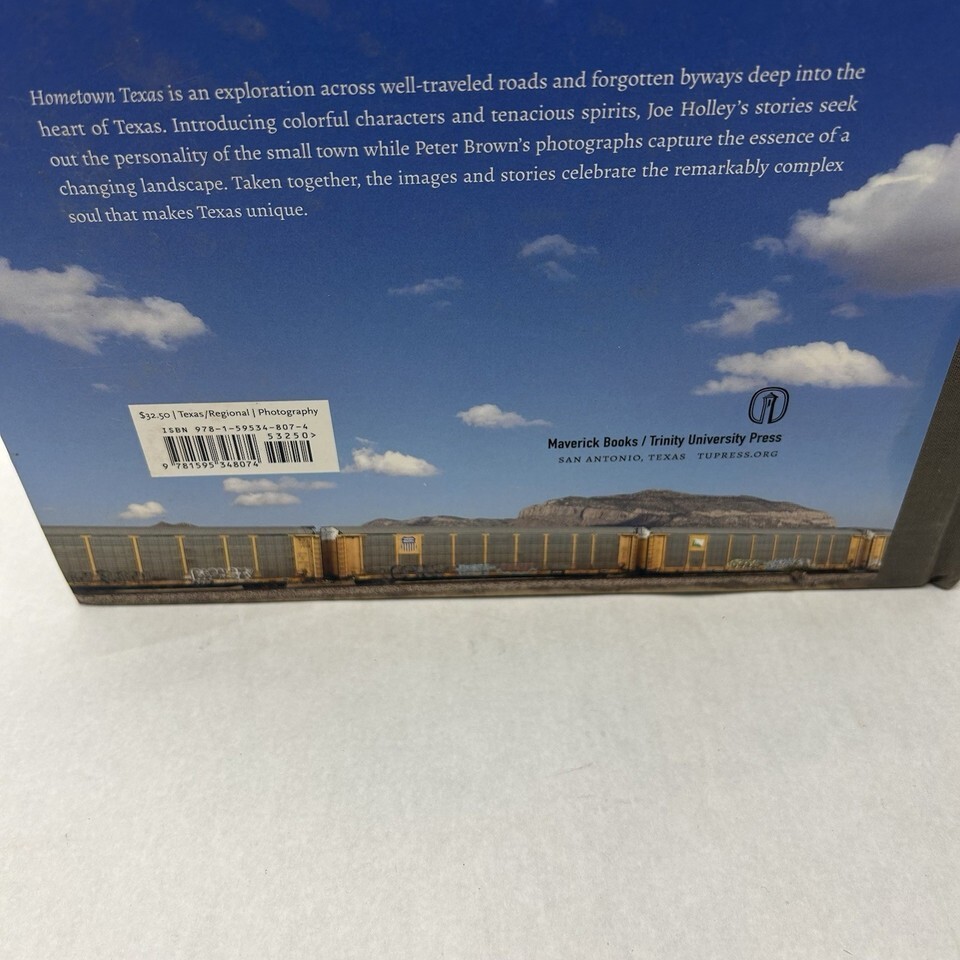 Hometown Texas is an exploration across well-traveled roads and forgotten byways deep into the
heart of Texas. Introducing colorful characters and tenacious spirits, Joe Holley's stories seek
out the personality of the small town while Peter Brown's photographs capture the essence of a
changing landscape. Taken together, the images and stories celebrate the remarkably complex
soul that makes Texas unique.
$32.50 | Texas/Regional | Photography
ISBN 978-1-59534-807-4
53250>
9 781595 348074
Maverick Books / Trinity University Press
SAN ANTONIO, TEXAS TUPRESS.ORG